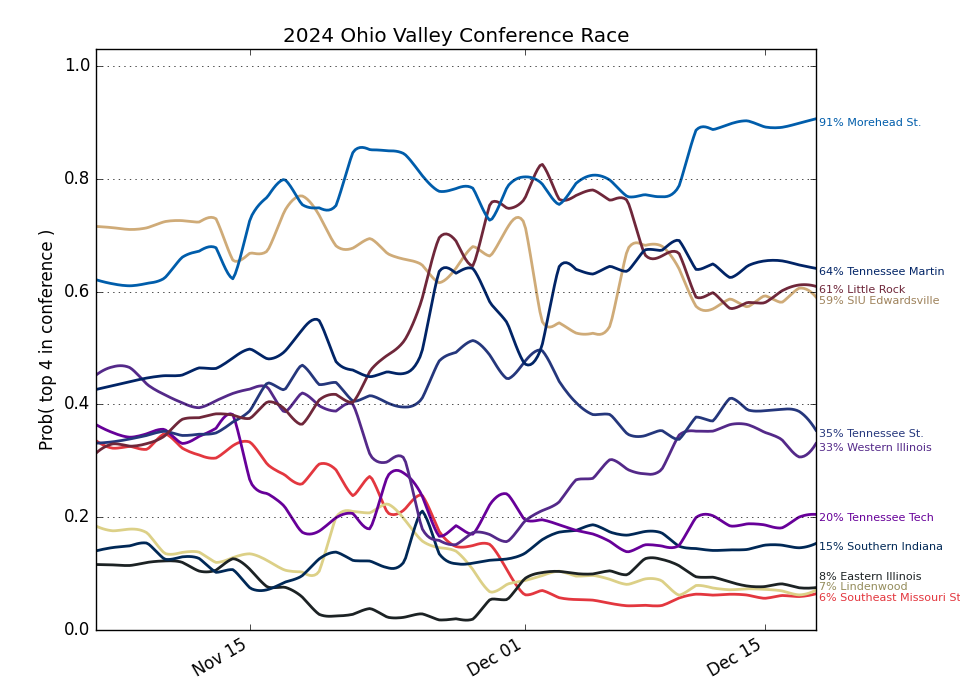 2024 Ohio Valley Conference Race
Prob( top 4 in conference )
1.0
0.8
0.6
0.4
0.2
0.0
Nov 15
Dec 01
Dec 15
91% Morehead St.
64% Tennessee Martin
61% Little Rock
59% SIU Edwardsville
35% Tennessee St.
33% Western Illinois
20% Tennessee Tech
15% Southern Indiana
8% Eastern Illinois
7% Lindenwood
6% Southeast Missouri St